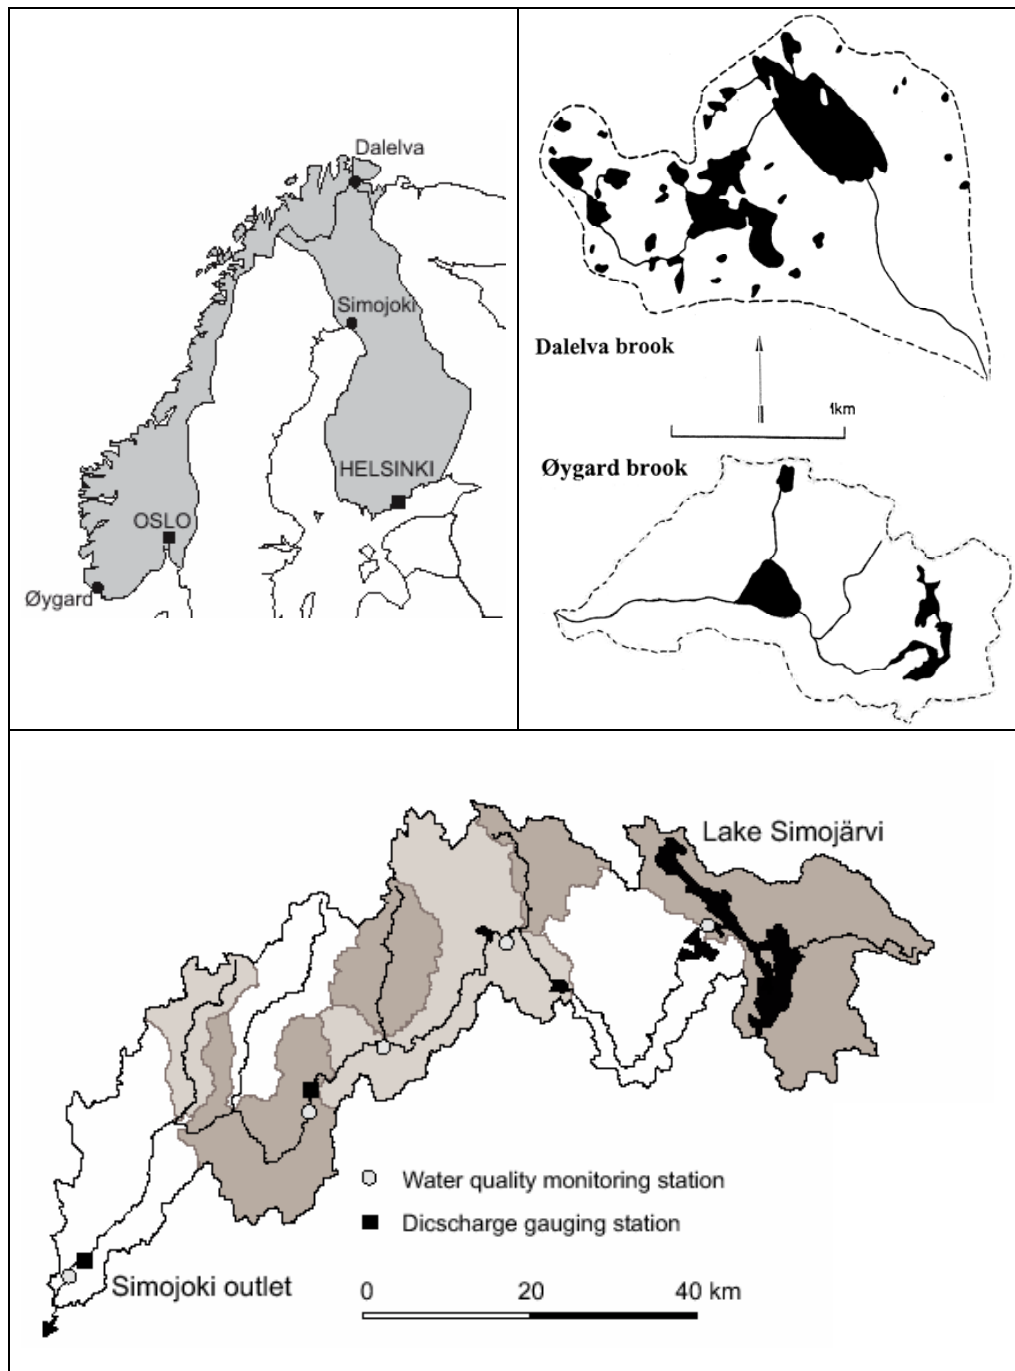 Dalelva
Simojoki
HELSINKI
OSLO
Øygard
Dalelva brook
1km
Øygard brook
Lake Simojärvi
Water quality monitoring station
Dicscharge gauging station
Simojoki outlet
0 20 40 km